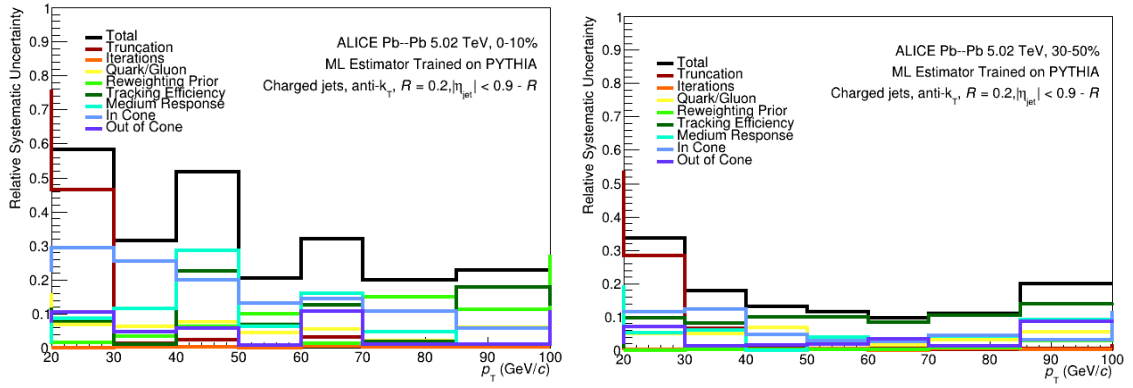 Relative Systematic Uncertainty
1
0.9
0.8
0.7
0.6
0.5
0.4
0.3
0.2
0.1
0
Total
Truncation
Iterations
Quark/Gluon
Reweighting Prior
Tracking Efficiency
Medium Response
In Cone
Out of Cone
ALICE Pb--Pb 5.02 TeV, 0-10%
ML Estimator Trained on PYTHIA
Charged jets, anti-kT, R = 0.2,|ηjet| < 0.9 - R
20 30 40 50 60 70 80 90 100
pT (GeV/c)
Relative Systematic Uncertainty
1
0.9
0.8
0.7
0.6
0.5
0.4
0.3
0.2
0.1
0
Total
Truncation
Iterations
Quark/Gluon
Reweighting Prior
Tracking Efficiency
Medium Response
In Cone
Out of Cone
ALICE Pb--Pb 5.02 TeV, 30-50%
ML Estimator Trained on PYTHIA
Charged jets, anti-kT, R = 0.2,|ηjet| < 0.9 - R
20 30 40 50 60 70 80 90 100
pT (GeV/c)